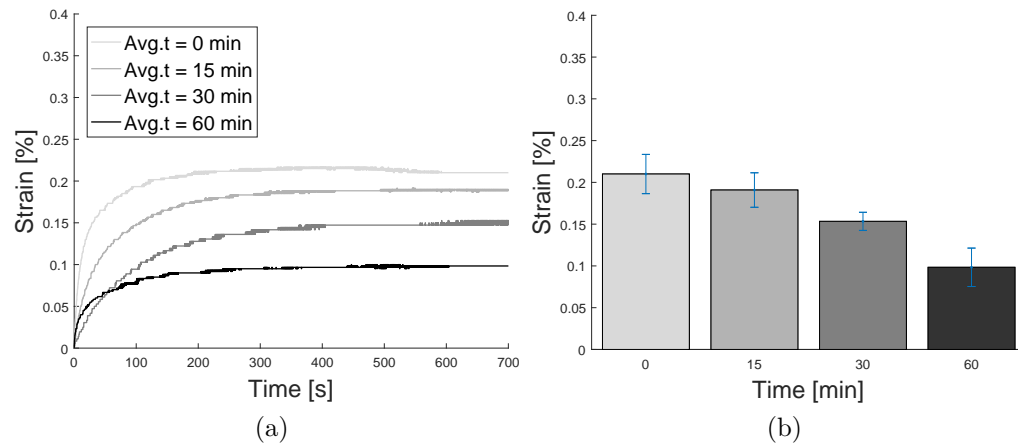 0.4
0.35
0.3
0.25
0.2
0.15
0.1
0.05
0
Strain [%]
Avg.t = 0 min
Avg.t = 15 min
Avg.t = 30 min
Avg.t = 60 min
0 100 200 300 400 500 600 700
Time [s]
(a)
0.4
0.35
0.3
0.25
0.2
0.15
0.1
0.05
0
Strain [%]
0 15 30 60
Time [min]
(b)